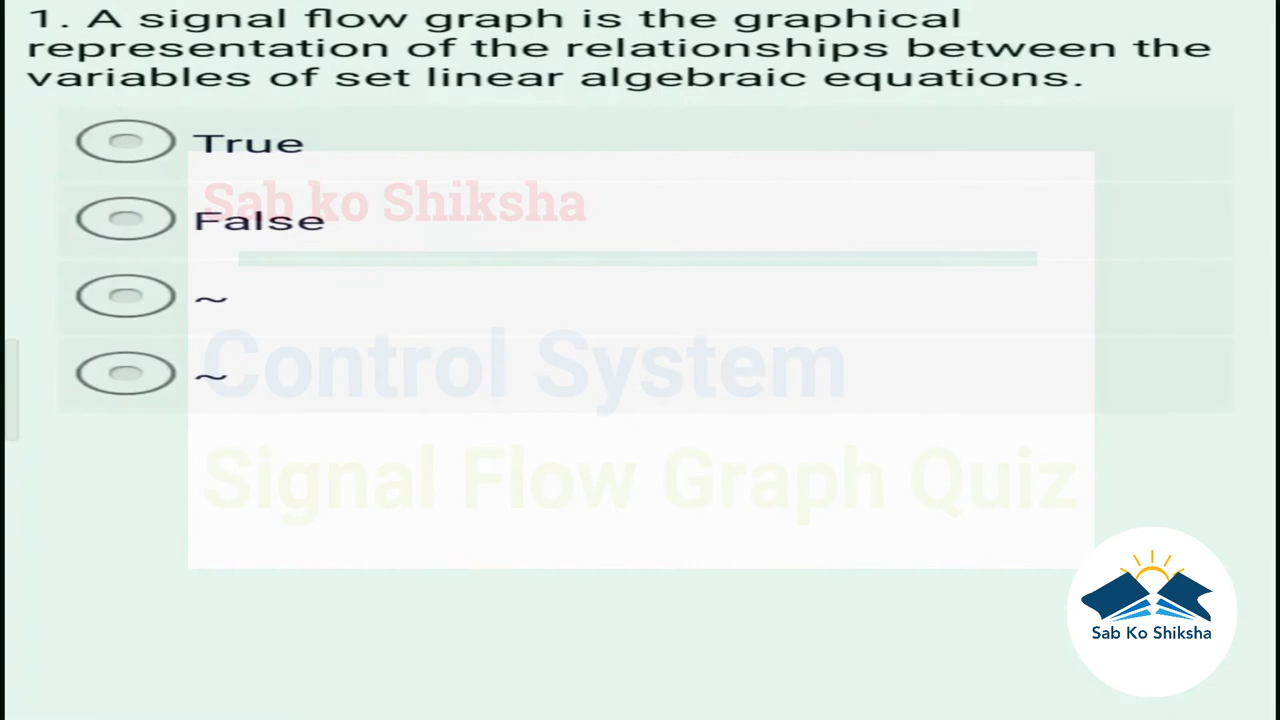 1. A signal flow graph is the graphical
representation of the relationships between the
variables of set linear algebraic equations.
True
Sab ko Shiksha
False
~
Control System
~
Signal Flow Graph Quiz
Sab Ko Shiksha